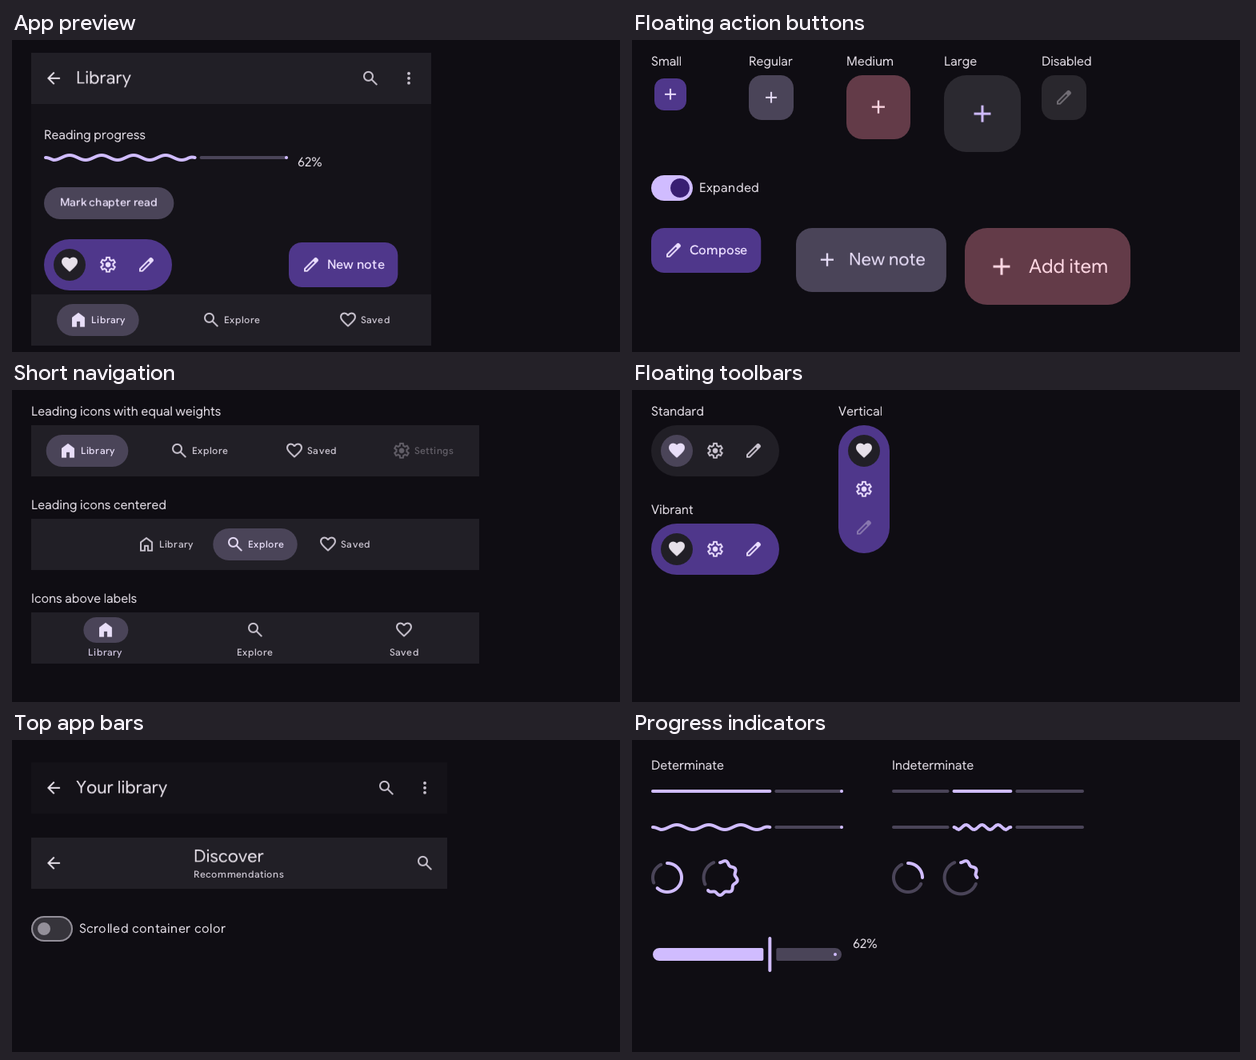 App preview
Library
Reading progress
62%
Mark chapter read
New note
Library
Explore
Saved
Floating action buttons
Small
Regular
Medium
Large
Disabled
Expanded
Compose
New note
Add item
Short navigation
Leading icons with equal weights
Library
Explore
Saved
Settings
Leading icons centered
Library
Explore
Saved
Icons above labels
Library
Explore
Saved
Floating toolbars
Standard
Vertical
Vibrant
Top app bars
Your library
Discover
Recommendations
Scrolled container color
Progress indicators
Determinate
Indeterminate
62%